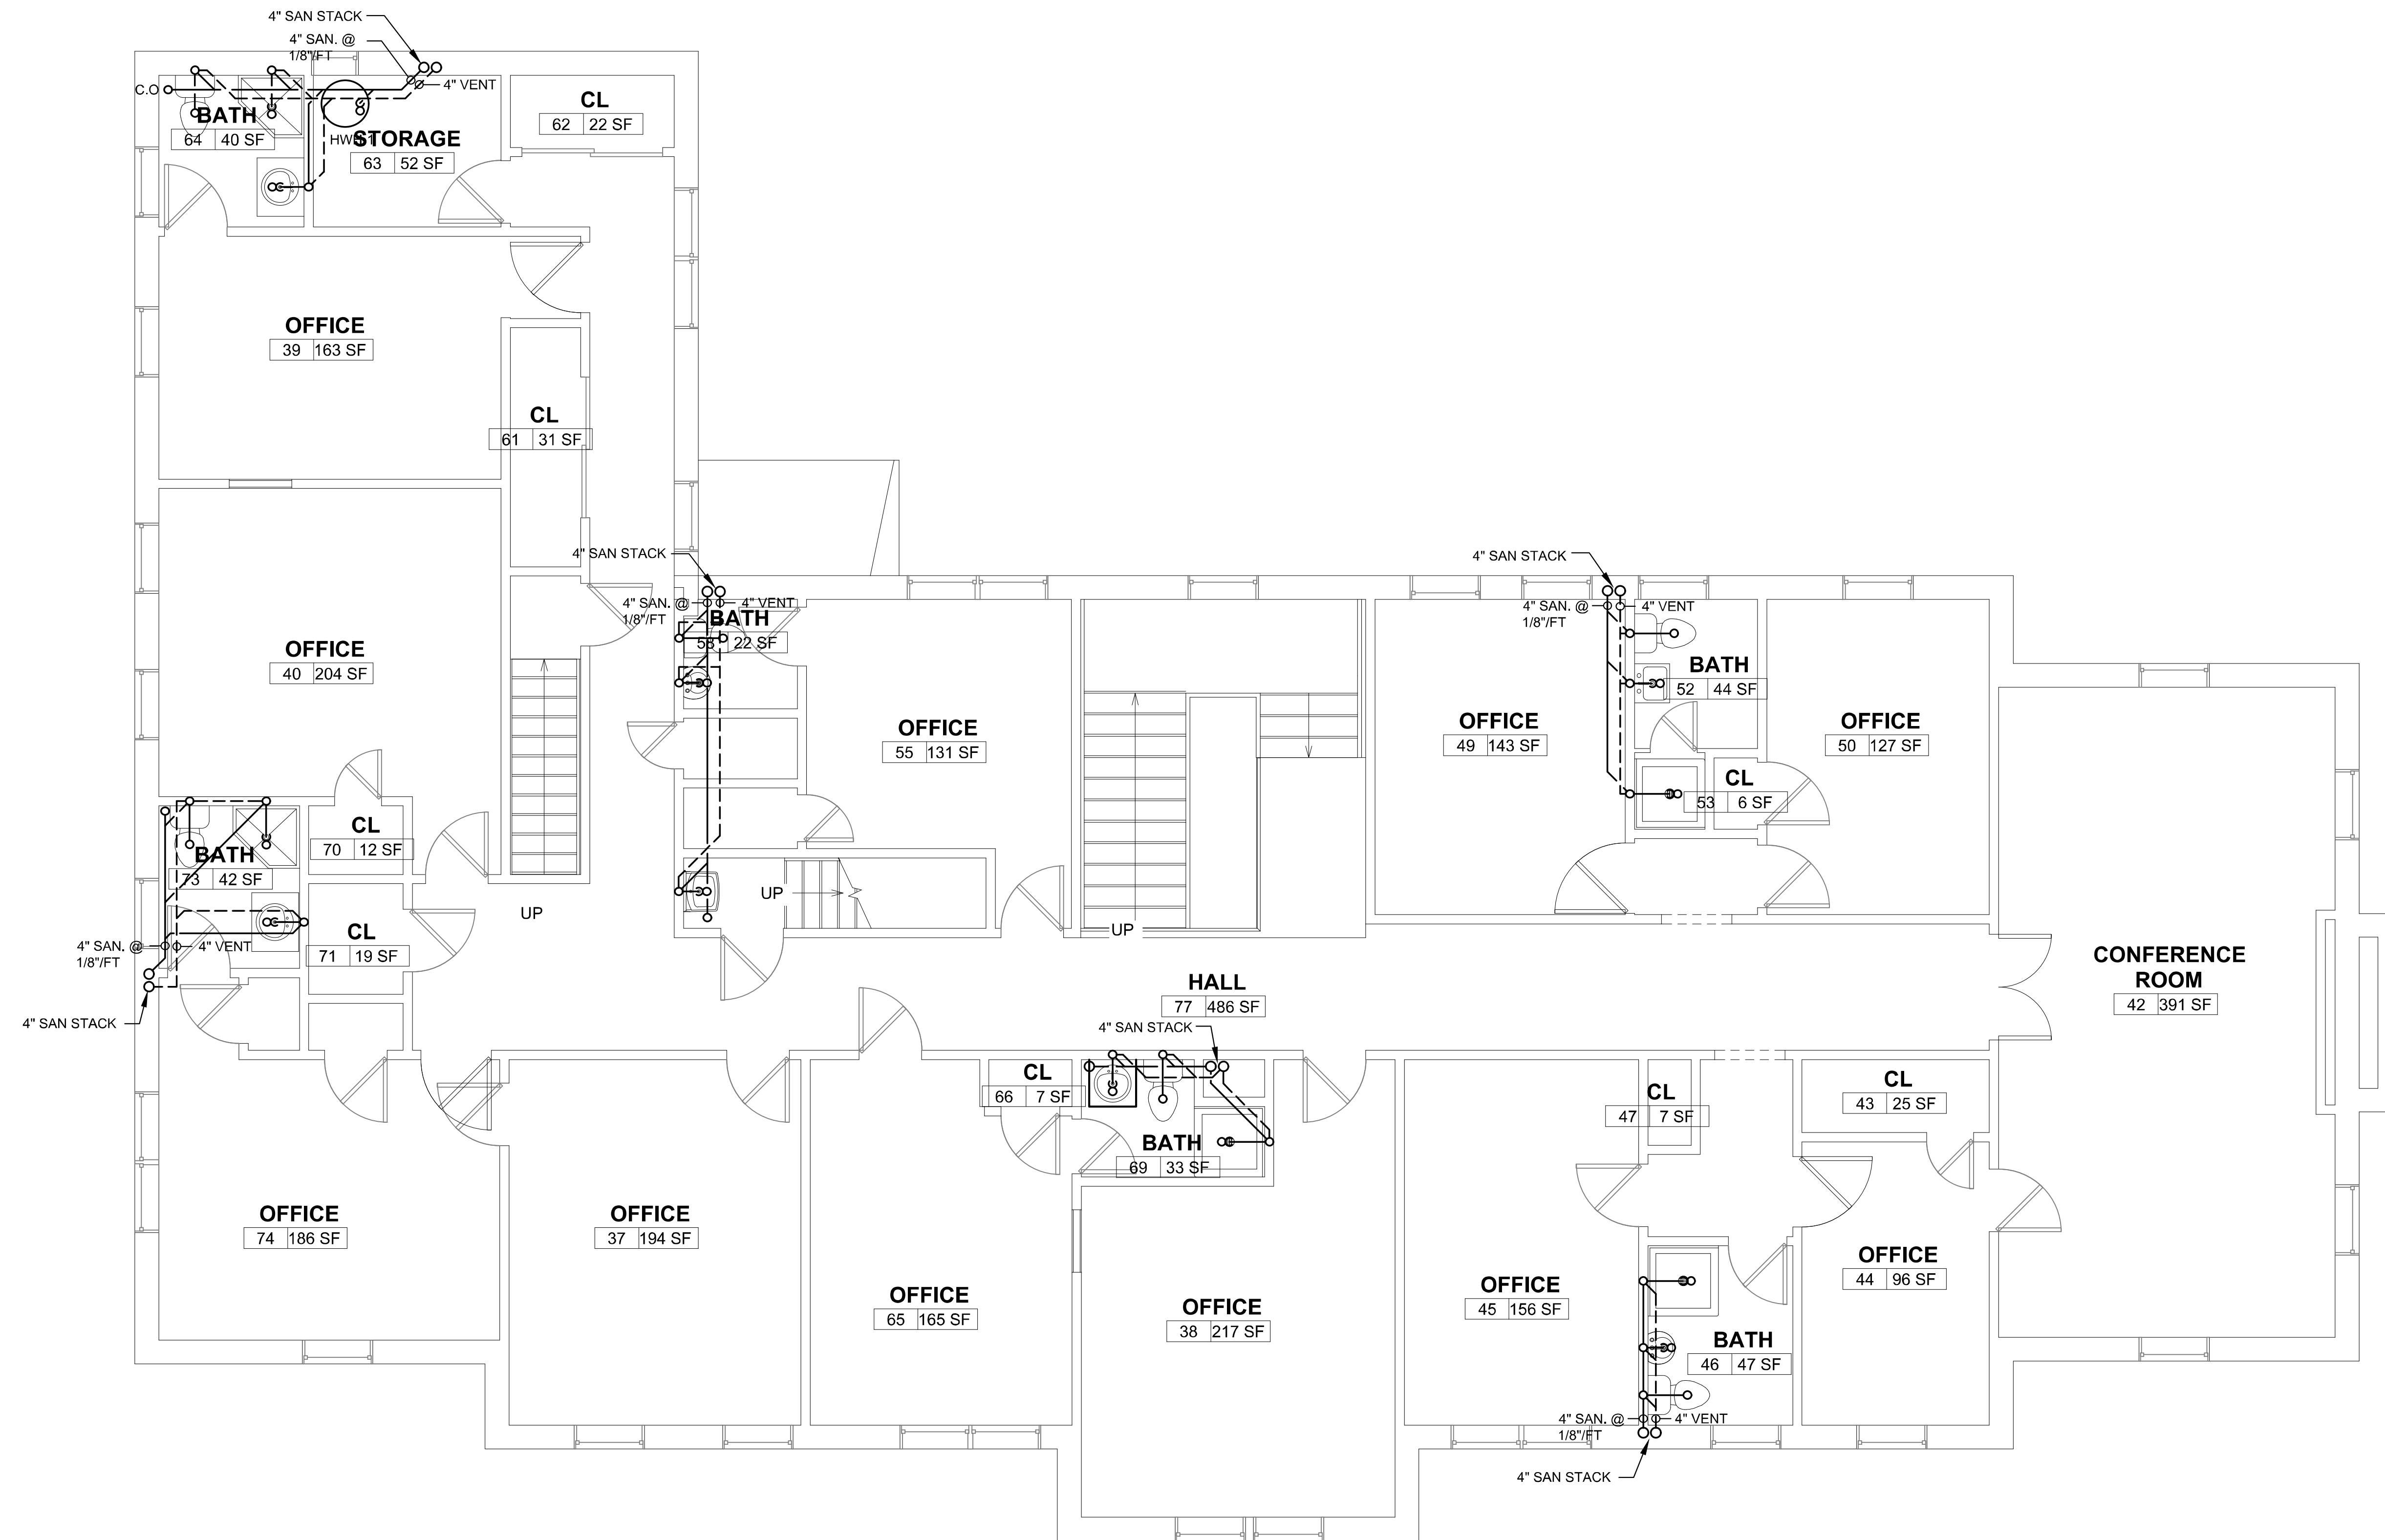 4" SAN STACK
4" SAN. @
1/8"/FT
4" VENT
C.O
BATH
64 40 SF
HWH-1
STORAGE
63 52 SF
CL
62 22 SF
OFFICE
39 163 SF
CL
61 31 SF
4" SAN STACK
4" SAN. @
1/8"/FT
4" VENT
BATH
58 22 SF
4" SAN STACK
4" SAN. @
1/8"/FT
4" VENT
BATH
52 44 SF
OFFICE
40 204 SF
OFFICE
55 131 SF
OFFICE
49 143 SF
OFFICE
50 127 SF
CL
53 6 SF
CL
70 12 SF
BATH
73 42 SF
UP
UP
UP
CL
71 19 SF
4" SAN. @
1/8"/FT
4" VENT
4" SAN STACK
HALL
77 486 SF
4" SAN STACK
CONFERENCE
ROOM
42 391 SF
CL
66 7 SF
BATH
69 33 SF
CL
47 7 SF
CL
43 25 SF
OFFICE
74 186 SF
OFFICE
37 194 SF
OFFICE
65 165 SF
OFFICE
38 217 SF
OFFICE
45 156 SF
OFFICE
44 96 SF
BATH
46 47 SF
4" SAN. @
1/8"/FT
4" VENT
4" SAN STACK